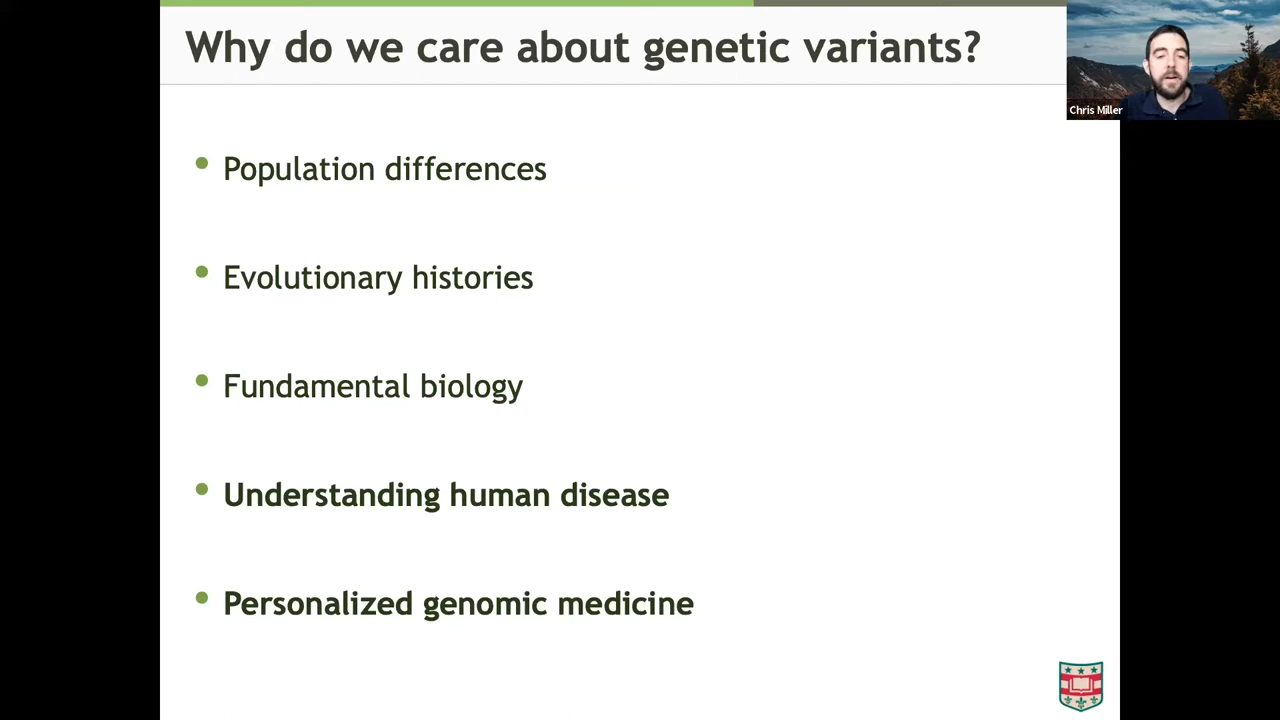 Why do we care about genetic variants?
Chris Miller
• Population differences
• Evolutionary histories
• Fundamental biology
• Understanding human disease
• Personalized genomic medicine